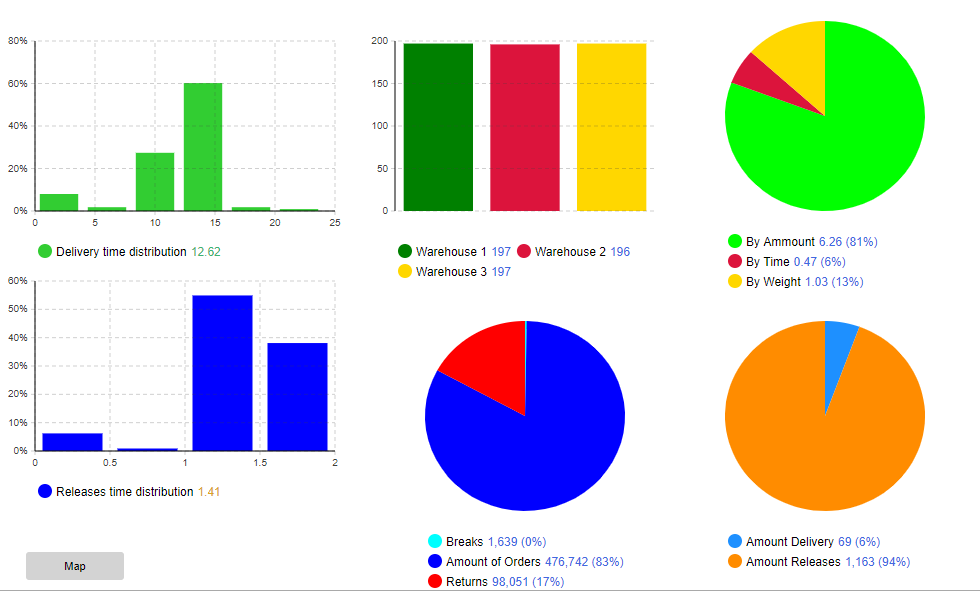 80%
60%
40%
20%
0%
0 5 10 15 20 25
Delivery time distribution 12.62
200
150
100
50
0
Warehouse 1 197 Warehouse 2 196
Warehouse 3 197
By Ammount 6.26 (81%)
By Time 0.47 (6%)
By Weight 1.03 (13%)
60%
50%
40%
30%
20%
10%
0%
0 0.5 1 1.5 2
Releases time distribution 1.41
Map
Breaks 1,639 (0%)
Amount of Orders 476,742 (83%)
Returns 98,051 (17%)
Amount Delivery 69 (6%)
Amount Releases 1,163 (94%)